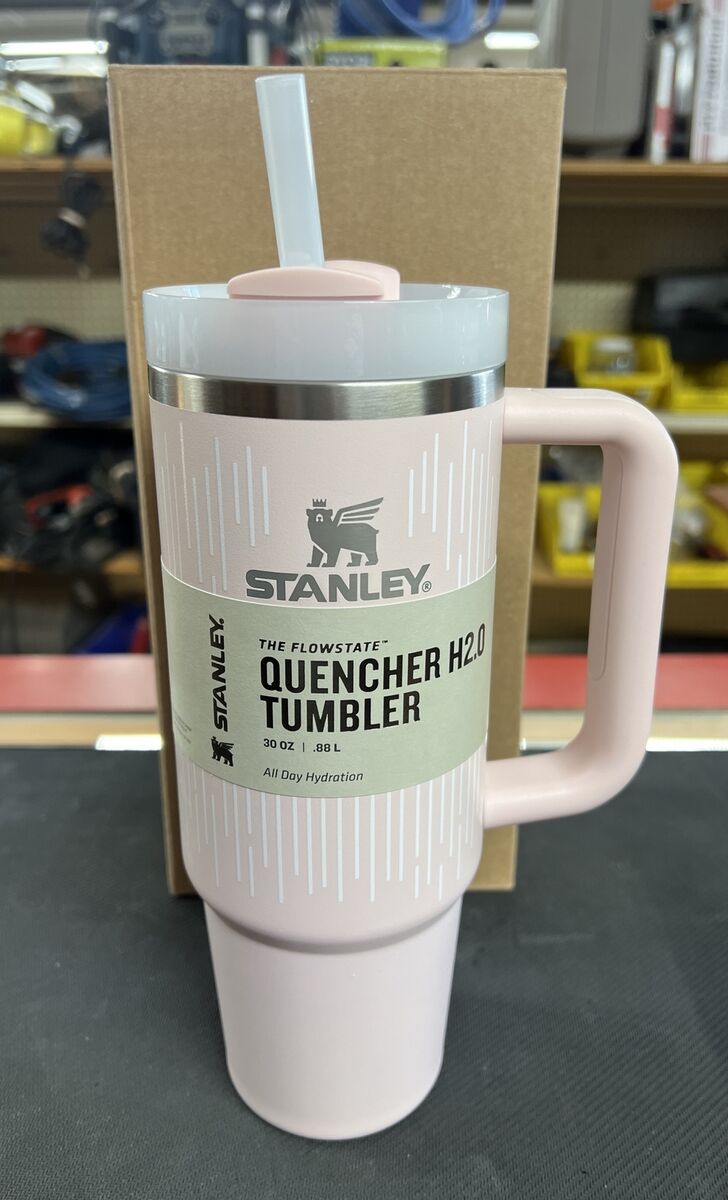 STANLEY®
STANLEY.
THE FLOWSTATE™
QUENCHER H2.0
TUMBLER
30 OZ | .88 L
All Day Hydration